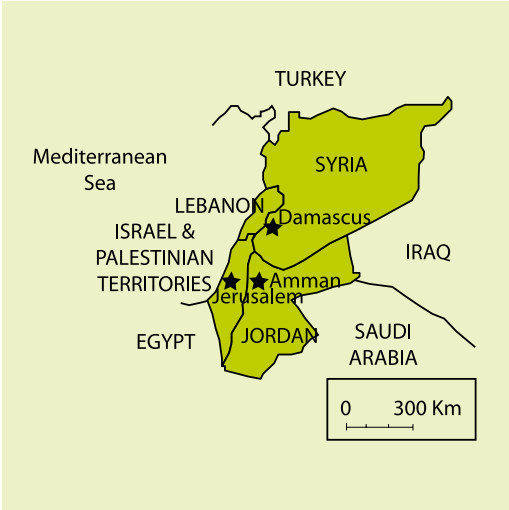 TURKEY
Mediterranean
Sea
SYRIA
LEBANON
Damascus
ISRAEL &
PALESTINIAN
TERRITORIES
IRAQ
Amman
Jerusalem
EGYPT
JORDAN
SAUDI
ARABIA
0 300 Km